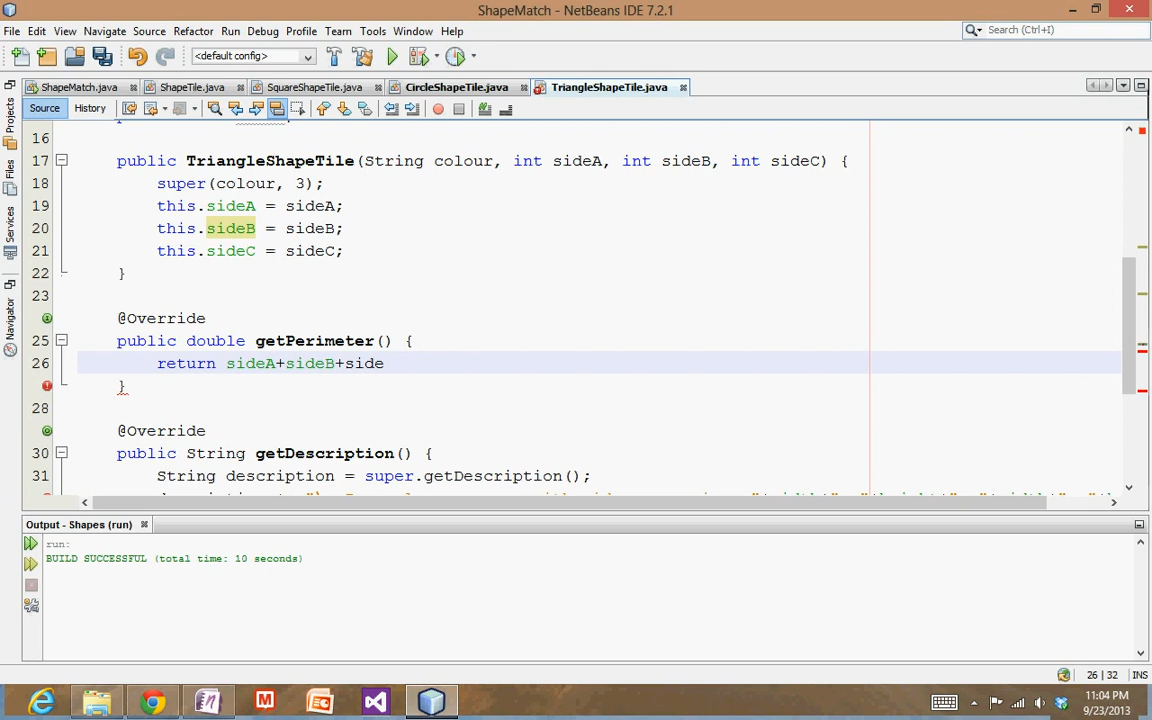 ShapeMatch - NetBeans IDE 7.2.1
File Edit View Navigate Source Refactor Run Debug Profile Team Tools Window Help
Search (Ctrl+I)
<default config>
ShapeMatch.java ShapeTile.java SquareShapeTile.java CircleShapeTile.java TriangleShapeTile.java
Source History
Projects
Files
Services
Navigator
16
17 public TriangleShapeTile(String colour, int sideA, int sideB, int sideC) {
18 super(colour, 3);
19 this.sideA = sideA;
20 this.sideB = sideB;
21 this.sideC = sideC;
22 }
23
@Override
25 public double getPerimeter() {
26 return sideA+sideB+side
}
28
@Override
30 public String getDescription() {
31 String description = super.getDescription();
Output - Shapes (run)
run:
BUILD SUCCESSFUL (total time: 10 seconds)
26 | 32 INS
11:04 PM
9/23/2013